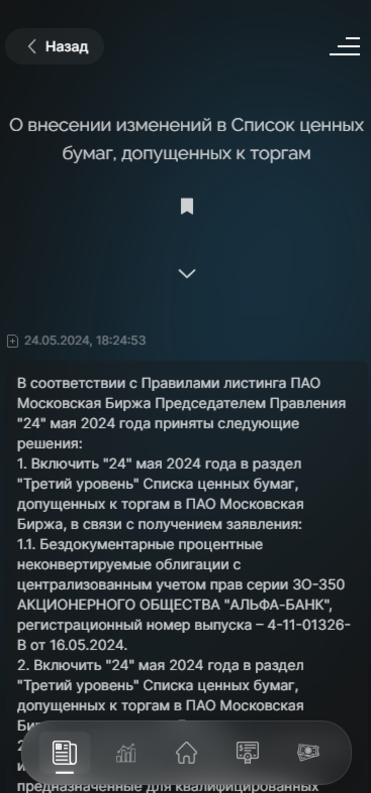 Назад
О внесении изменений в Список ценных
бумаг, допущенных к торгам
24.05.2024, 18:24:53
В соответствии с Правилами листинга ПАО
Московская Биржа Председателем Правления
"24" мая 2024 года приняты следующие
решения:
1. Включить "24" мая 2024 года в раздел
"Третий уровень" Списка ценных бумаг,
допущенных к торгам в ПАО Московская
Биржа, в связи с получением заявления:
1.1. Бездокументарные процентные
неконвертируемые облигации с
централизованным учетом прав серии ЗО-350
АКЦИОНЕРНОГО ОБЩЕСТВА "АЛЬФА-БАНК",
регистрационный номер выпуска – 4-11-01326-
В от 16.05.2024.
2. Включить "24" мая 2024 года в раздел
"Третий уровень" Списка ценных бумаг,
допущенных к торгам в ПАО Московская
предназначенные для квалифицированных